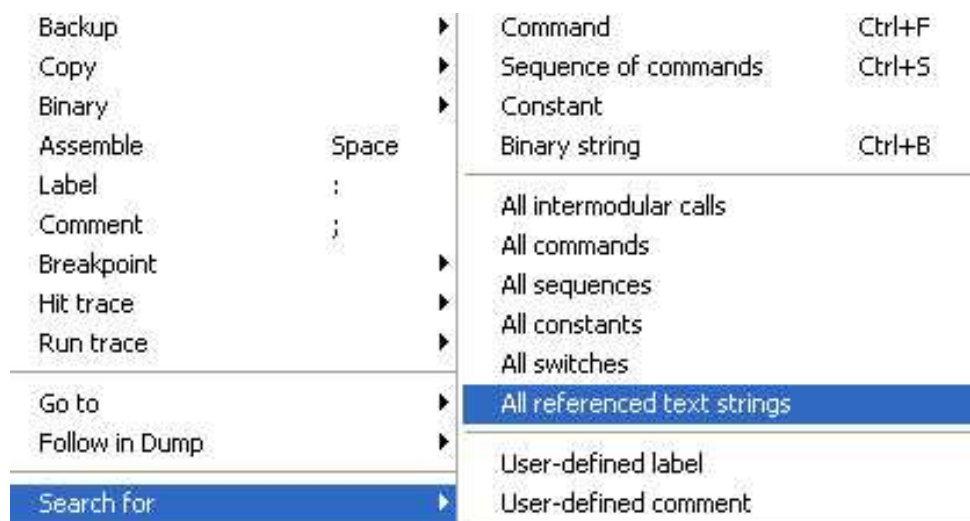 Backup
Copy
Binary
Assemble Space
Label :
Comment ;
Breakpoint
Hit trace
Run trace
Go to
Follow in Dump
Search for
Command Ctrl+F
Sequence of commands Ctrl+S
Constant
Binary string Ctrl+B
All intermodular calls
All commands
All sequences
All constants
All switches
All referenced text strings
User-defined label
User-defined comment